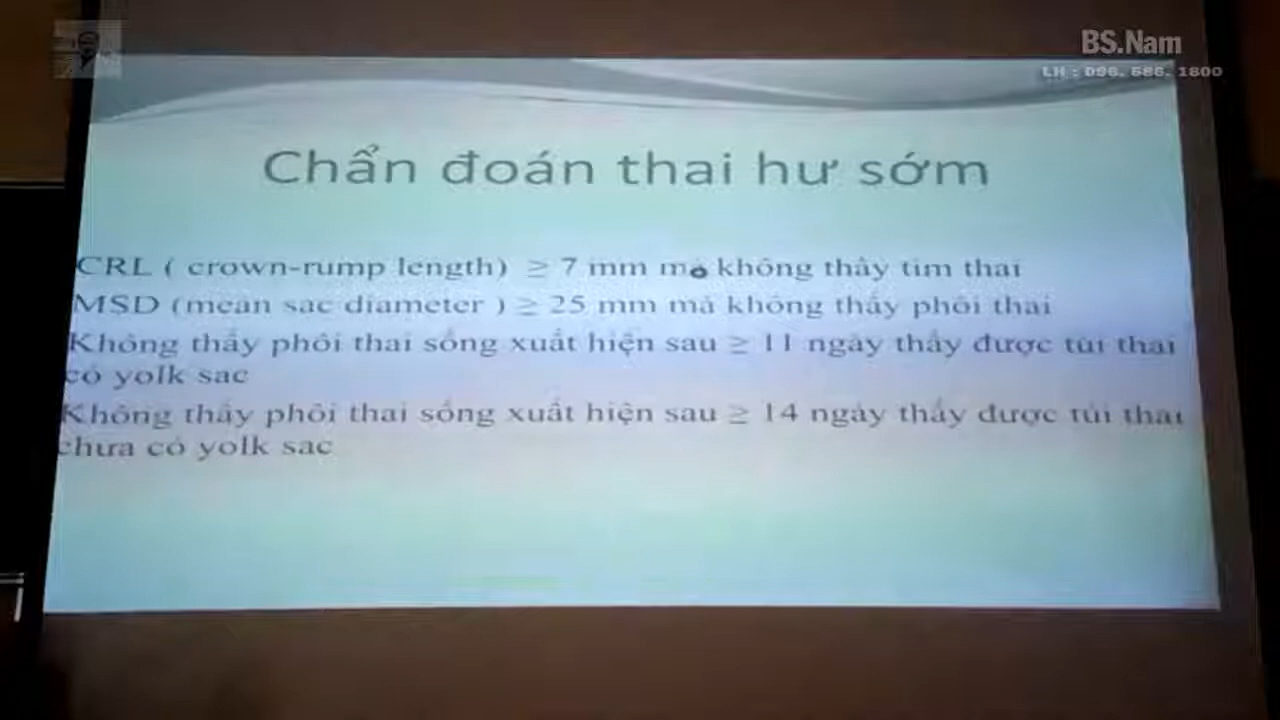 BS.Nam
LH : 096. 586. 1800
Chẩn đoán thai hư sớm
CRL ( crown-rump length) ≥ 7 mm mà không thấy tim thai
MSD (mean sac diameter ) ≥ 25 mm mà không thấy phôi thai
Không thấy phôi thai sống xuất hiện sau ≥ 11 ngày thấy được túi thai
có yolk sac
Không thấy phôi thai sống xuất hiện sau ≥ 14 ngày thấy được túi thai
chưa có yolk sac